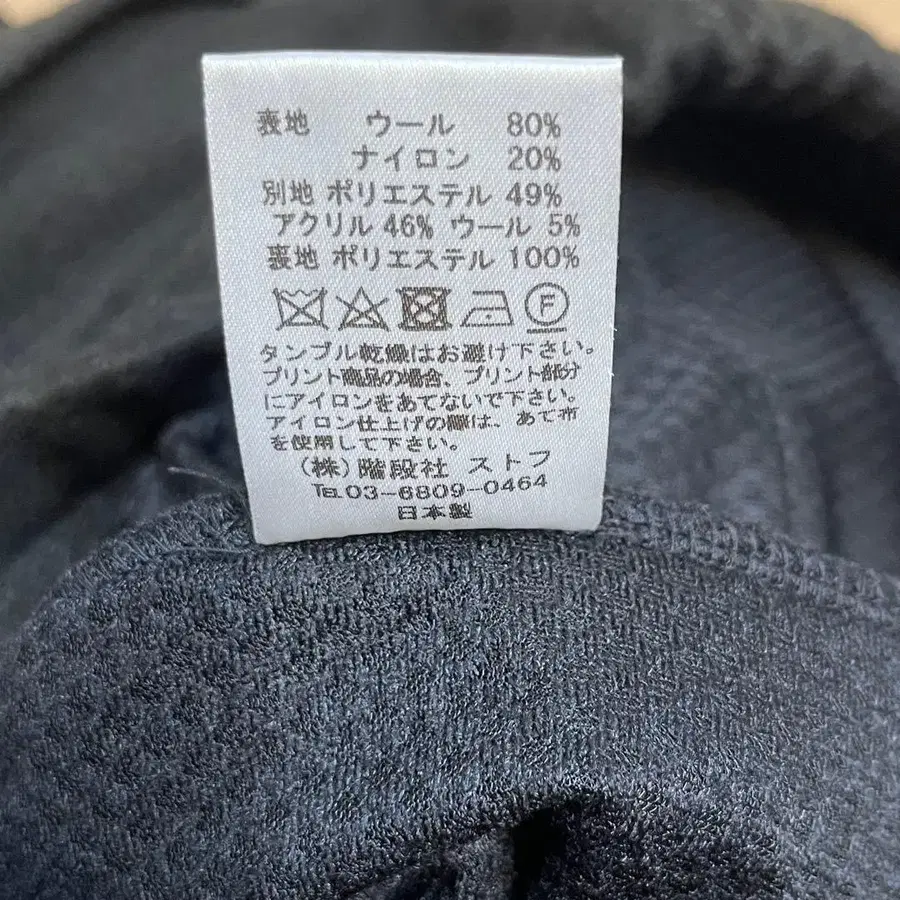 表地 ウール 80%
ナイロン 20%
別地 ポリエステル 49%
アクリル 46% ウール 5%
裏地 ポリエステル 100%
F
タンブル乾燥はお避け下さい。
プリント商品の場合、プリント部分
にアイロンをあてないで下さい。
アイロン仕上げの際は、あて布
を使用して下さい。
(株)階段社 ストフ
TEL03-6809-0464
日本製